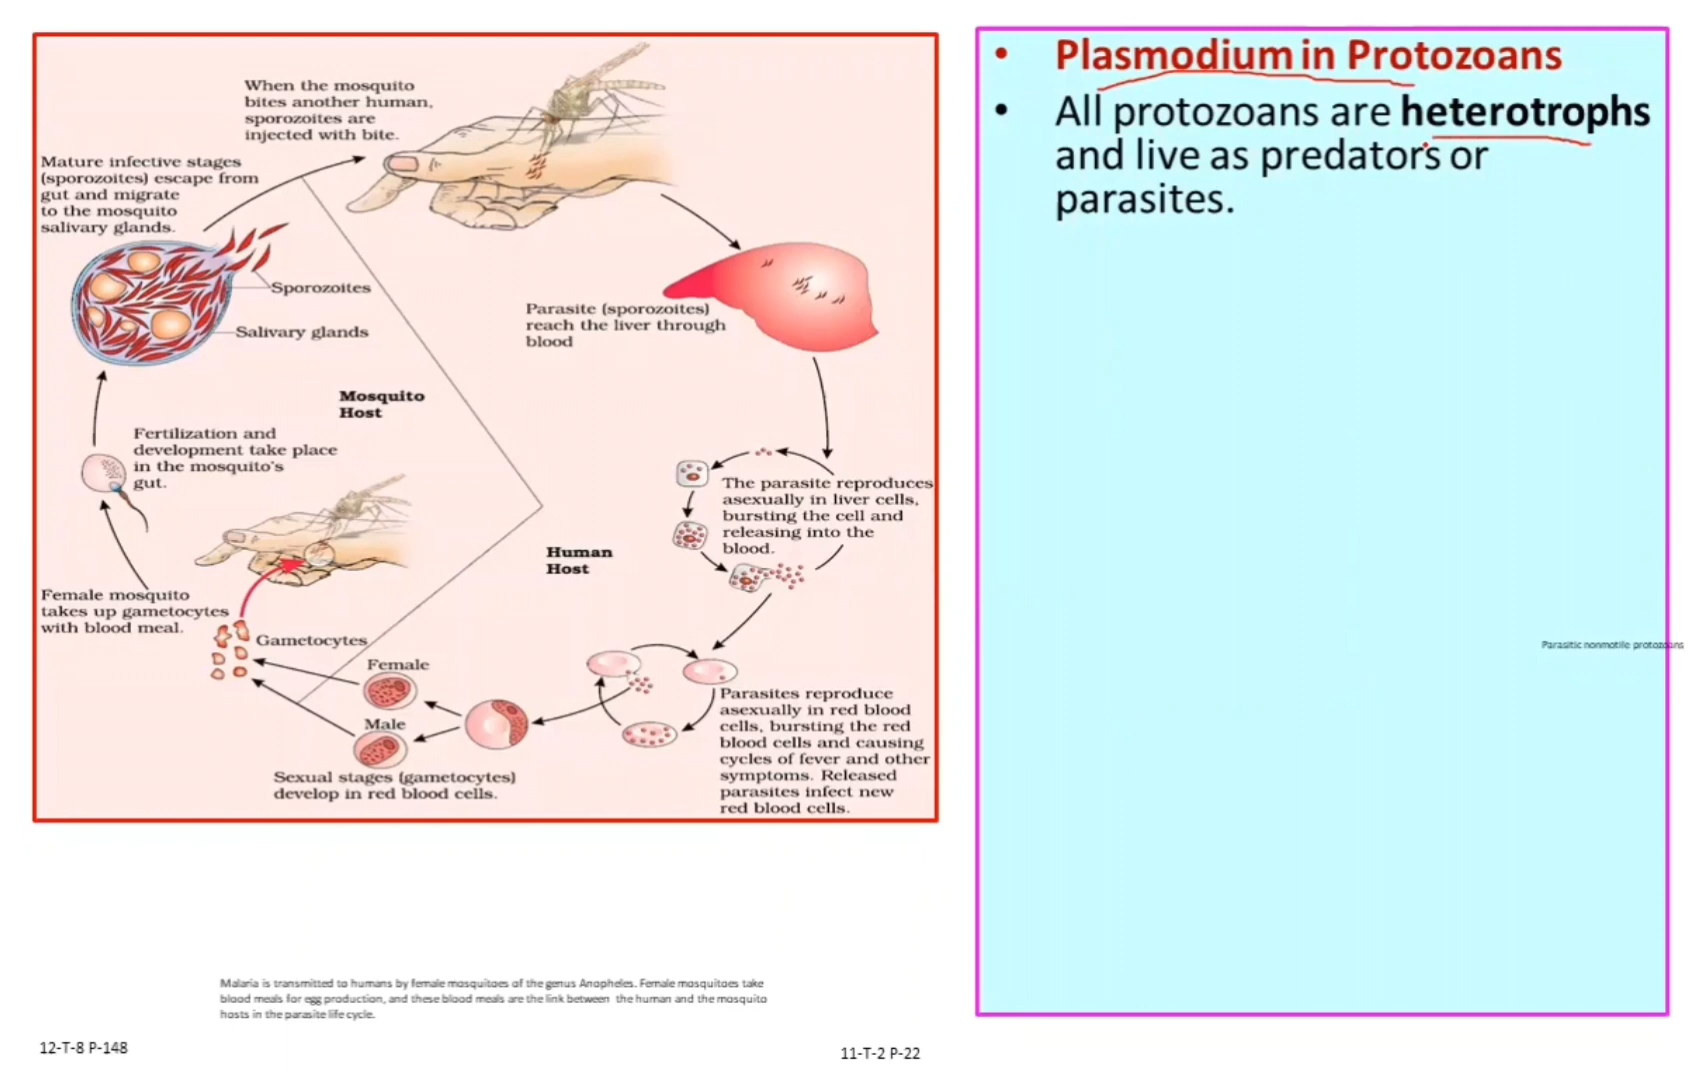 When the mosquito
bites another human,
sporozoites are
injected with bite.
Mature infective stages
(sporozoites) escape from
gut and migrate
to the mosquito
salivary glands.
Sporozoites
Salivary glands
Parasite (sporozoites)
reach the liver through
blood
Mosquito
Host
Fertilization and
development take place
in the mosquito's
gut.
The parasite reproduces
asexually in liver cells,
bursting the cell and
releasing into the
blood.
Human
Host
Female mosquito
takes up gametocytes
with blood meal.
Gametocytes
Female
Male
Sexual stages (gametocytes)
develop in red blood cells.
Parasites reproduce
asexually in red blood
cells, bursting the red
blood cells and causing
cycles of fever and other
symptoms. Released
parasites infect new
red blood cells.
Malaria is transmitted to humans by female mosquitoes of the genus Anopheles. Female mosquitoes take
blood meals for egg production, and these blood meals are the link between the human and the mosquito
hosts in the parasite life cycle.
12-T-8 P-148
11-T-2 P-22
• Plasmodium in Protozoans
• All protozoans are heterotrophs
and live as predators or
parasites.
Parasitic nonmotile protozoans